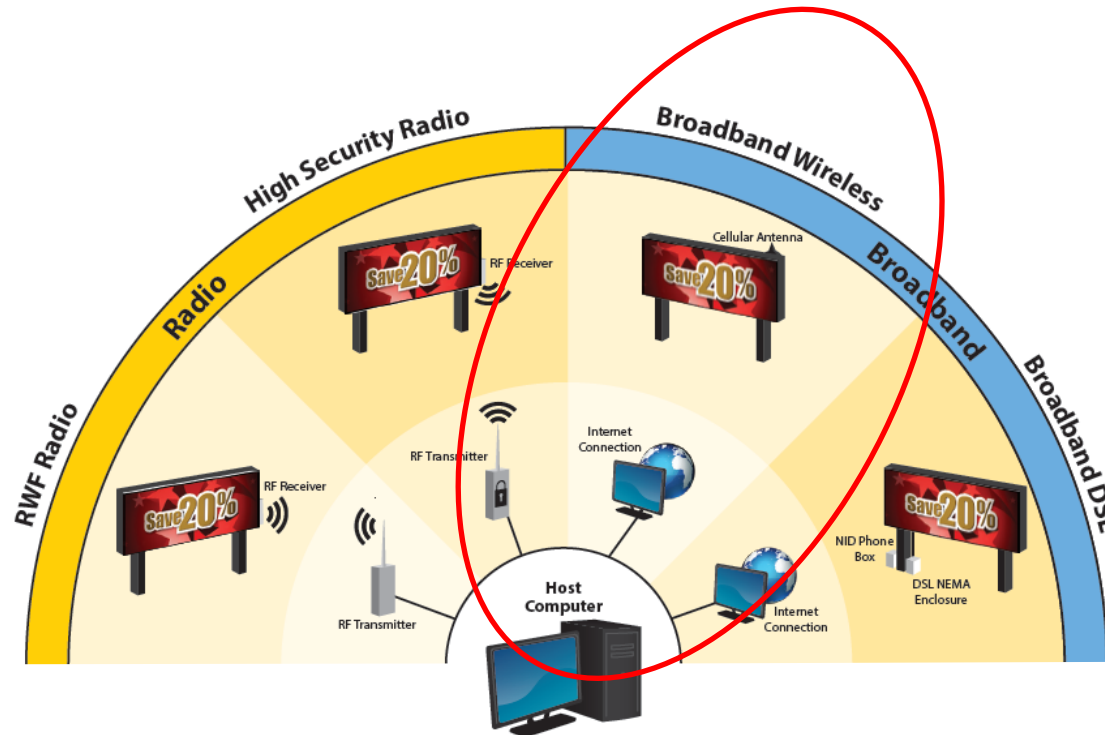 High Security Radio
Broadband Wireless
RWF Radio
Radio
Broadband
Broadband DSL
Save 20%
RF Receiver
Cellular Antenna
Save 20%
RF Transmitter
Internet
Connection
Save 20%
RF Receiver
Save 20%
NID Phone
Box
DSL NEMA
Enclosure
RF Transmitter
Host
Computer
Internet
Connection